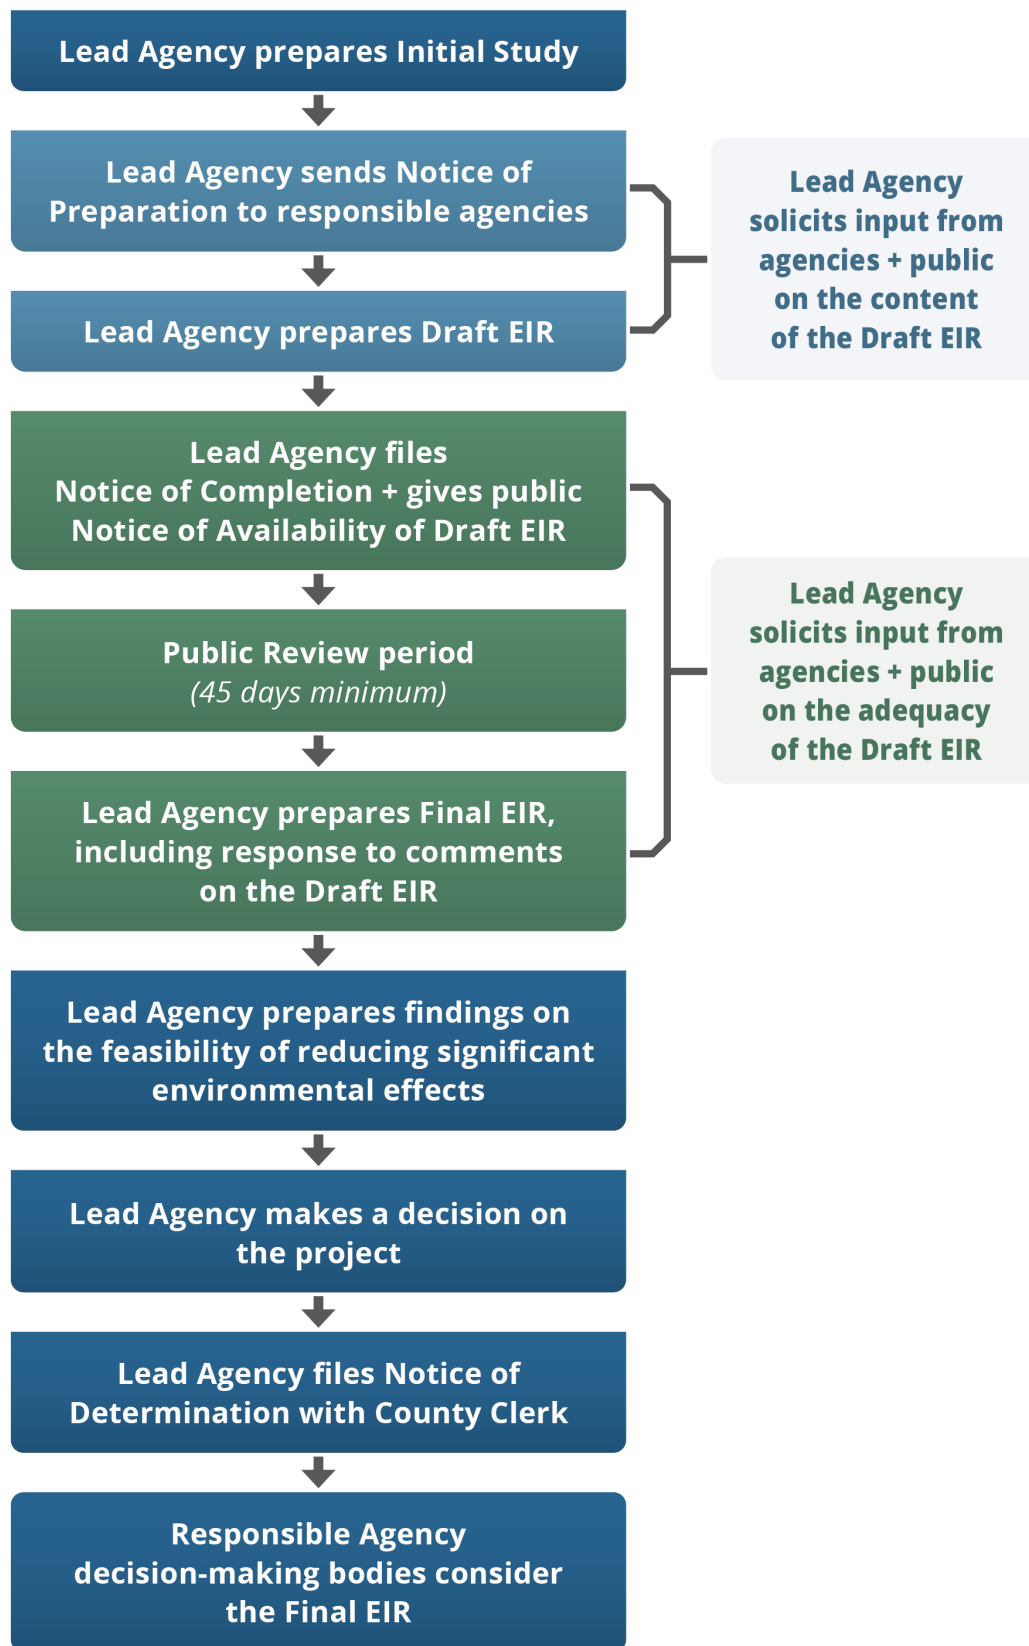 Lead Agency prepares Initial Study
Lead Agency sends Notice of
Preparation to responsible agencies
Lead Agency prepares Draft EIR
Lead Agency
solicits input from
agencies + public
on the content
of the Draft EIR
Lead Agency files
Notice of Completion + gives public
Notice of Availability of Draft EIR
Public Review period
(45 days minimum)
Lead Agency prepares Final EIR,
including response to comments
on the Draft EIR
Lead Agency
solicits input from
agencies + public
on the adequacy
of the Draft EIR
Lead Agency prepares findings on
the feasibility of reducing significant
environmental effects
Lead Agency makes a decision on
the project
Lead Agency files Notice of
Determination with County Clerk
Responsible Agency
decision-making bodies consider
the Final EIR